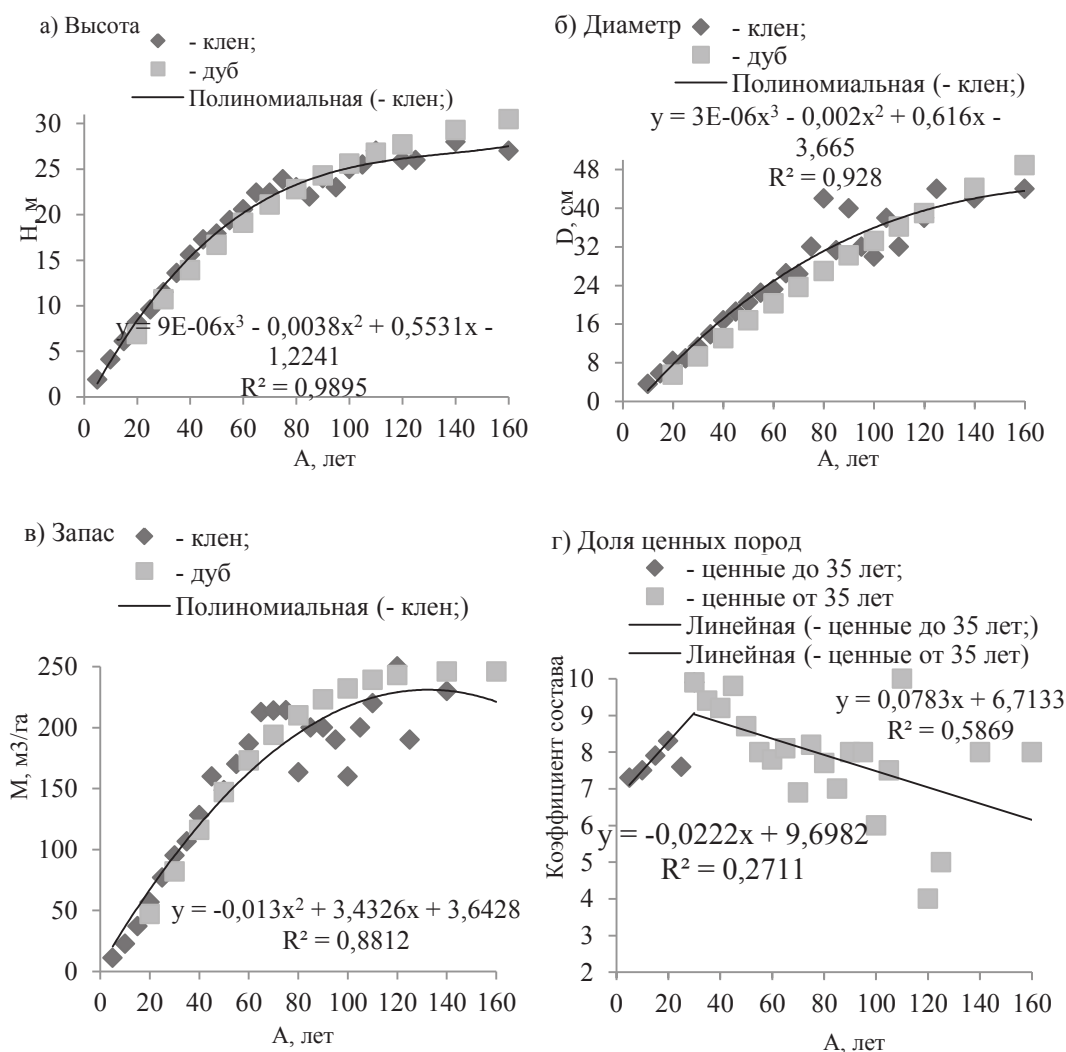 а) Высота
- клен;
- дуб
Полиномиальная (- клен;)
y = 9E-06x³ - 0,0038x² + 0,5531x -
1,2241
R² = 0,9895
Н, м
30
25
20
15
10
5
0
0 20 40 60 80 100 120 140 160
А, лет
б) Диаметр
- клен;
- дуб
Полиномиальная (- клен;)
y = 3E-06x³ - 0,002x² + 0,616x -
3,665
R² = 0,928
D, см
48
40
32
24
16
8
0
0 20 40 60 80 100 120 140 160
А, лет
в) Запас
- клен;
- дуб
Полиномиальная (- клен;)
М, м3/га
250
200
150
100
50
0
y = -0,013x² + 3,4326x + 3,6428
R² = 0,8812
0 20 40 60 80 100 120 140 160
А, лет
г) Доля ценных пород
- ценные до 35 лет;
- ценные от 35 лет
Линейная (- ценные до 35 лет;)
Линейная (- ценные от 35 лет)
Коэффициент состава
10
9
8
7
6
5
4
3
2
y = 0,0783x + 6,7133
R² = 0,5869
y = -0,0222x + 9,6982
R² = 0,2711
0 20 40 60 80 100 120 140 160
А, лет